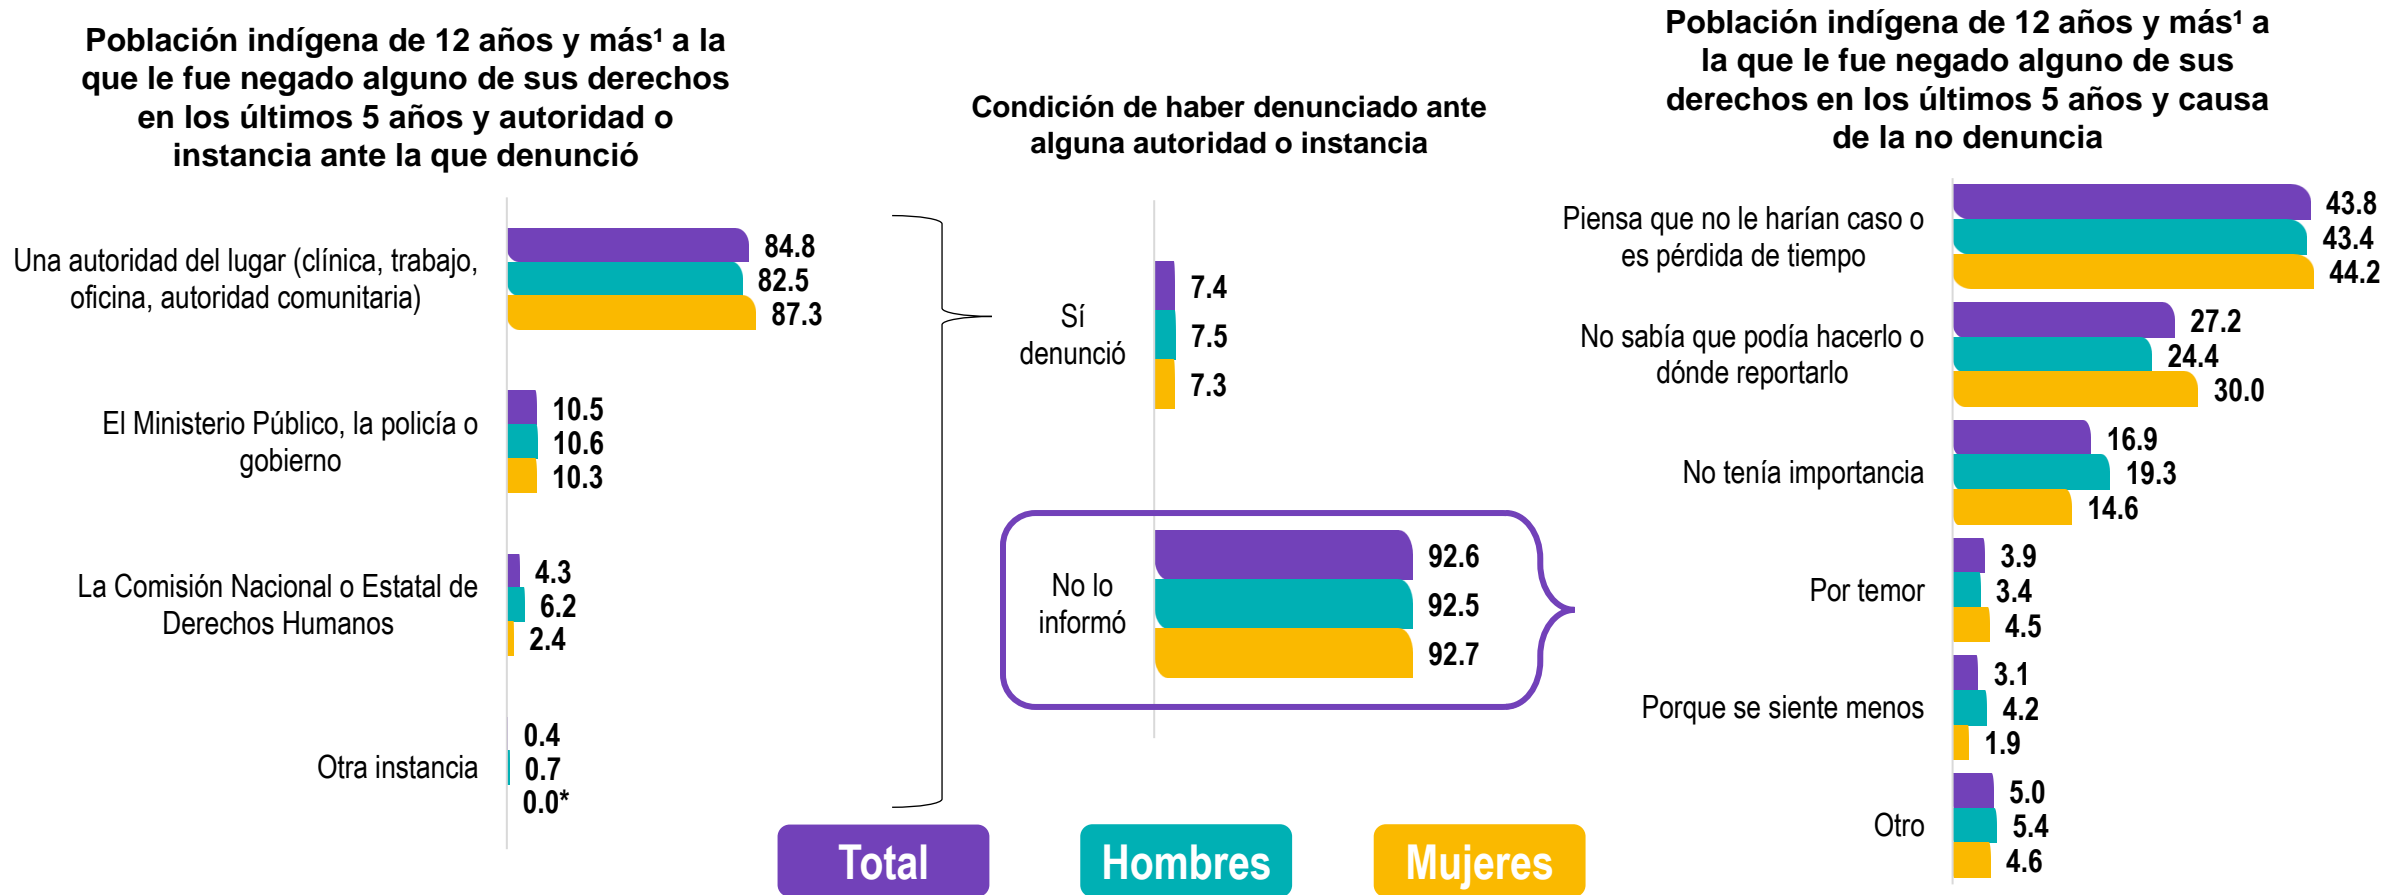 Población indígena de 12 años y más¹ a la
que le fue negado alguno de sus derechos
en los últimos 5 años y autoridad o
instancia ante la que denunció
Una autoridad del lugar (clínica, trabajo,
oficina, autoridad comunitaria)
84.8
82.5
87.3
El Ministerio Público, la policía o
gobierno
10.5
10.6
10.3
La Comisión Nacional o Estatal de
Derechos Humanos
4.3
6.2
2.4
Otra instancia
0.4
0.7
0.0*
Condición de haber denunciado ante
alguna autoridad o instancia
Sí
denunció
7.4
7.5
7.3
No lo
informó
92.6
92.5
92.7
Población indígena de 12 años y más¹ a
la que le fue negado alguno de sus
derechos en los últimos 5 años y causa
de la no denuncia
Piensa que no le harían caso o
es pérdida de tiempo
43.8
43.4
44.2
No sabía que podía hacerlo o
dónde reportarlo
27.2
24.4
30.0
No tenía importancia
16.9
19.3
14.6
Por temor
3.9
3.4
4.5
Porque se siente menos
3.1
4.2
1.9
Otro
5.0
5.4
4.6
Total
Hombres
Mujeres